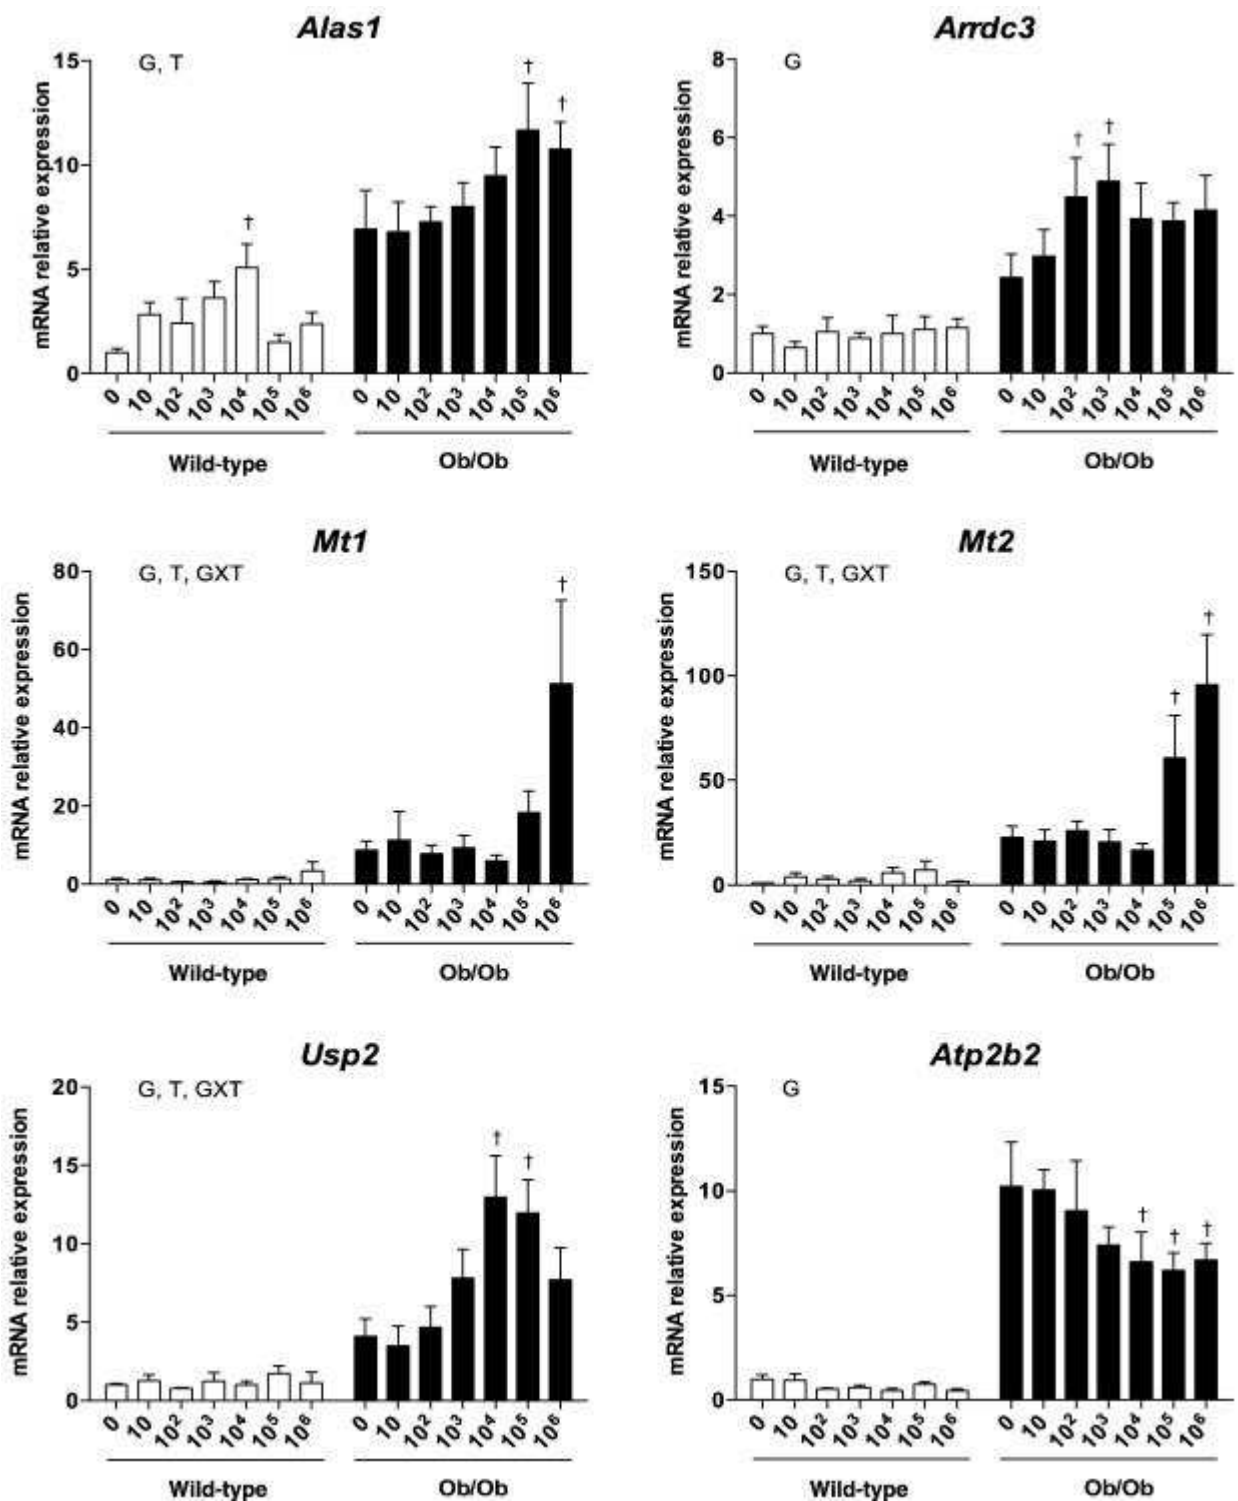 Alas1
mRNA relative expression
15
10
5
0
G, T
†
†
†
0 10 10² 10³ 10⁴ 10⁵ 10⁶ 0 10 10² 10³ 10⁴ 10⁵ 10⁶
Wild-type Ob/Ob
Arrdc3
mRNA relative expression
8
6
4
2
0
G
† †
0 10 10² 10³ 10⁴ 10⁵ 10⁶ 0 10 10² 10³ 10⁴ 10⁵ 10⁶
Wild-type Ob/Ob
Mt1
mRNA relative expression
80
60
40
20
0
G, T, GXT
†
0 10 10² 10³ 10⁴ 10⁵ 10⁶ 0 10 10² 10³ 10⁴ 10⁵ 10⁶
Wild-type Ob/Ob
Mt2
mRNA relative expression
150
100
50
0
G, T, GXT
†
†
0 10 10² 10³ 10⁴ 10⁵ 10⁶ 0 10 10² 10³ 10⁴ 10⁵ 10⁶
Wild-type Ob/Ob
Usp2
mRNA relative expression
20
15
10
5
0
G, T, GXT
†
†
0 10 10² 10³ 10⁴ 10⁵ 10⁶ 0 10 10² 10³ 10⁴ 10⁵ 10⁶
Wild-type Ob/Ob
Atp2b2
mRNA relative expression
15
10
5
0
G
† † †
0 10 10² 10³ 10⁴ 10⁵ 10⁶ 0 10 10² 10³ 10⁴ 10⁵ 10⁶
Wild-type Ob/Ob